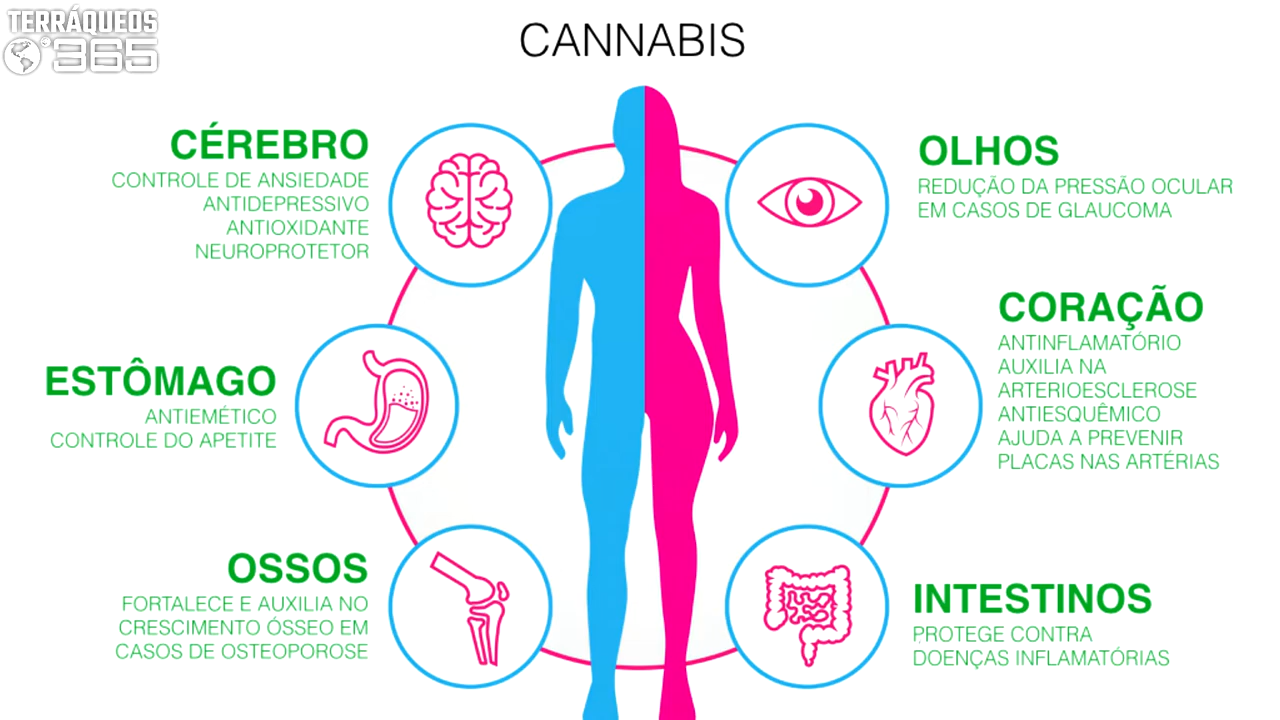 TERRÁQUEOS
©365
CANNABIS
CÉREBRO
CONTROLE DE ANSIEDADE
ANTIDEPRESSIVO
ANTIOXIDANTE
NEUROPROTETOR
OLHOS
REDUÇÃO DA PRESSÃO OCULAR
EM CASOS DE GLAUCOMA
ESTÔMAGO
ANTIEMÉTICO
CONTROLE DO APETITE
CORAÇÃO
ANTINFLAMATÓRIO
AUXILIA NA
ARTERIOESCLEROSE
ANTIESQUÊMICO
AJUDA A PREVENIR
PLACAS NAS ARTÉRIAS
OSSOS
FORTALECE E AUXILIA NO
CRESCIMENTO ÓSSEO EM
CASOS DE OSTEOPOROSE
INTESTINOS
PROTEGE CONTRA
DOENÇAS INFLAMATÓRIAS